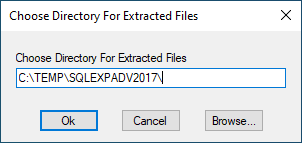 Choose Directory For Extracted Files
Choose Directory For Extracted Files
C:\TEMP\SQLEXPADV2017\
Ok
Cancel
Browse...